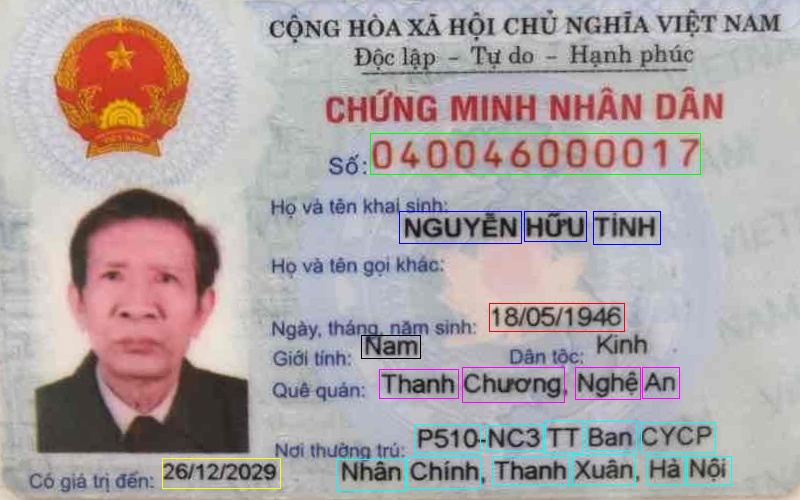 CỘNG HÒA XÃ HỘI CHỦ NGHĨA VIỆT NAM
Độc lập - Tự do - Hạnh phúc
CHỨNG MINH NHÂN DÂN
Số: 040046000017
Họ và tên khai sinh:
NGUYỄN HỮU TÍNH
Họ và tên gọi khác:
Ngày, tháng, năm sinh: 18/05/1946
Giới tính: Nam Dân tộc: Kinh
Quê quán: Thanh Chương, Nghệ An
Nơi thường trú: P510-NC3 TT Ban CYCP
Nhân Chính, Thanh Xuân, Hà Nội
Có giá trị đến: 26/12/2029